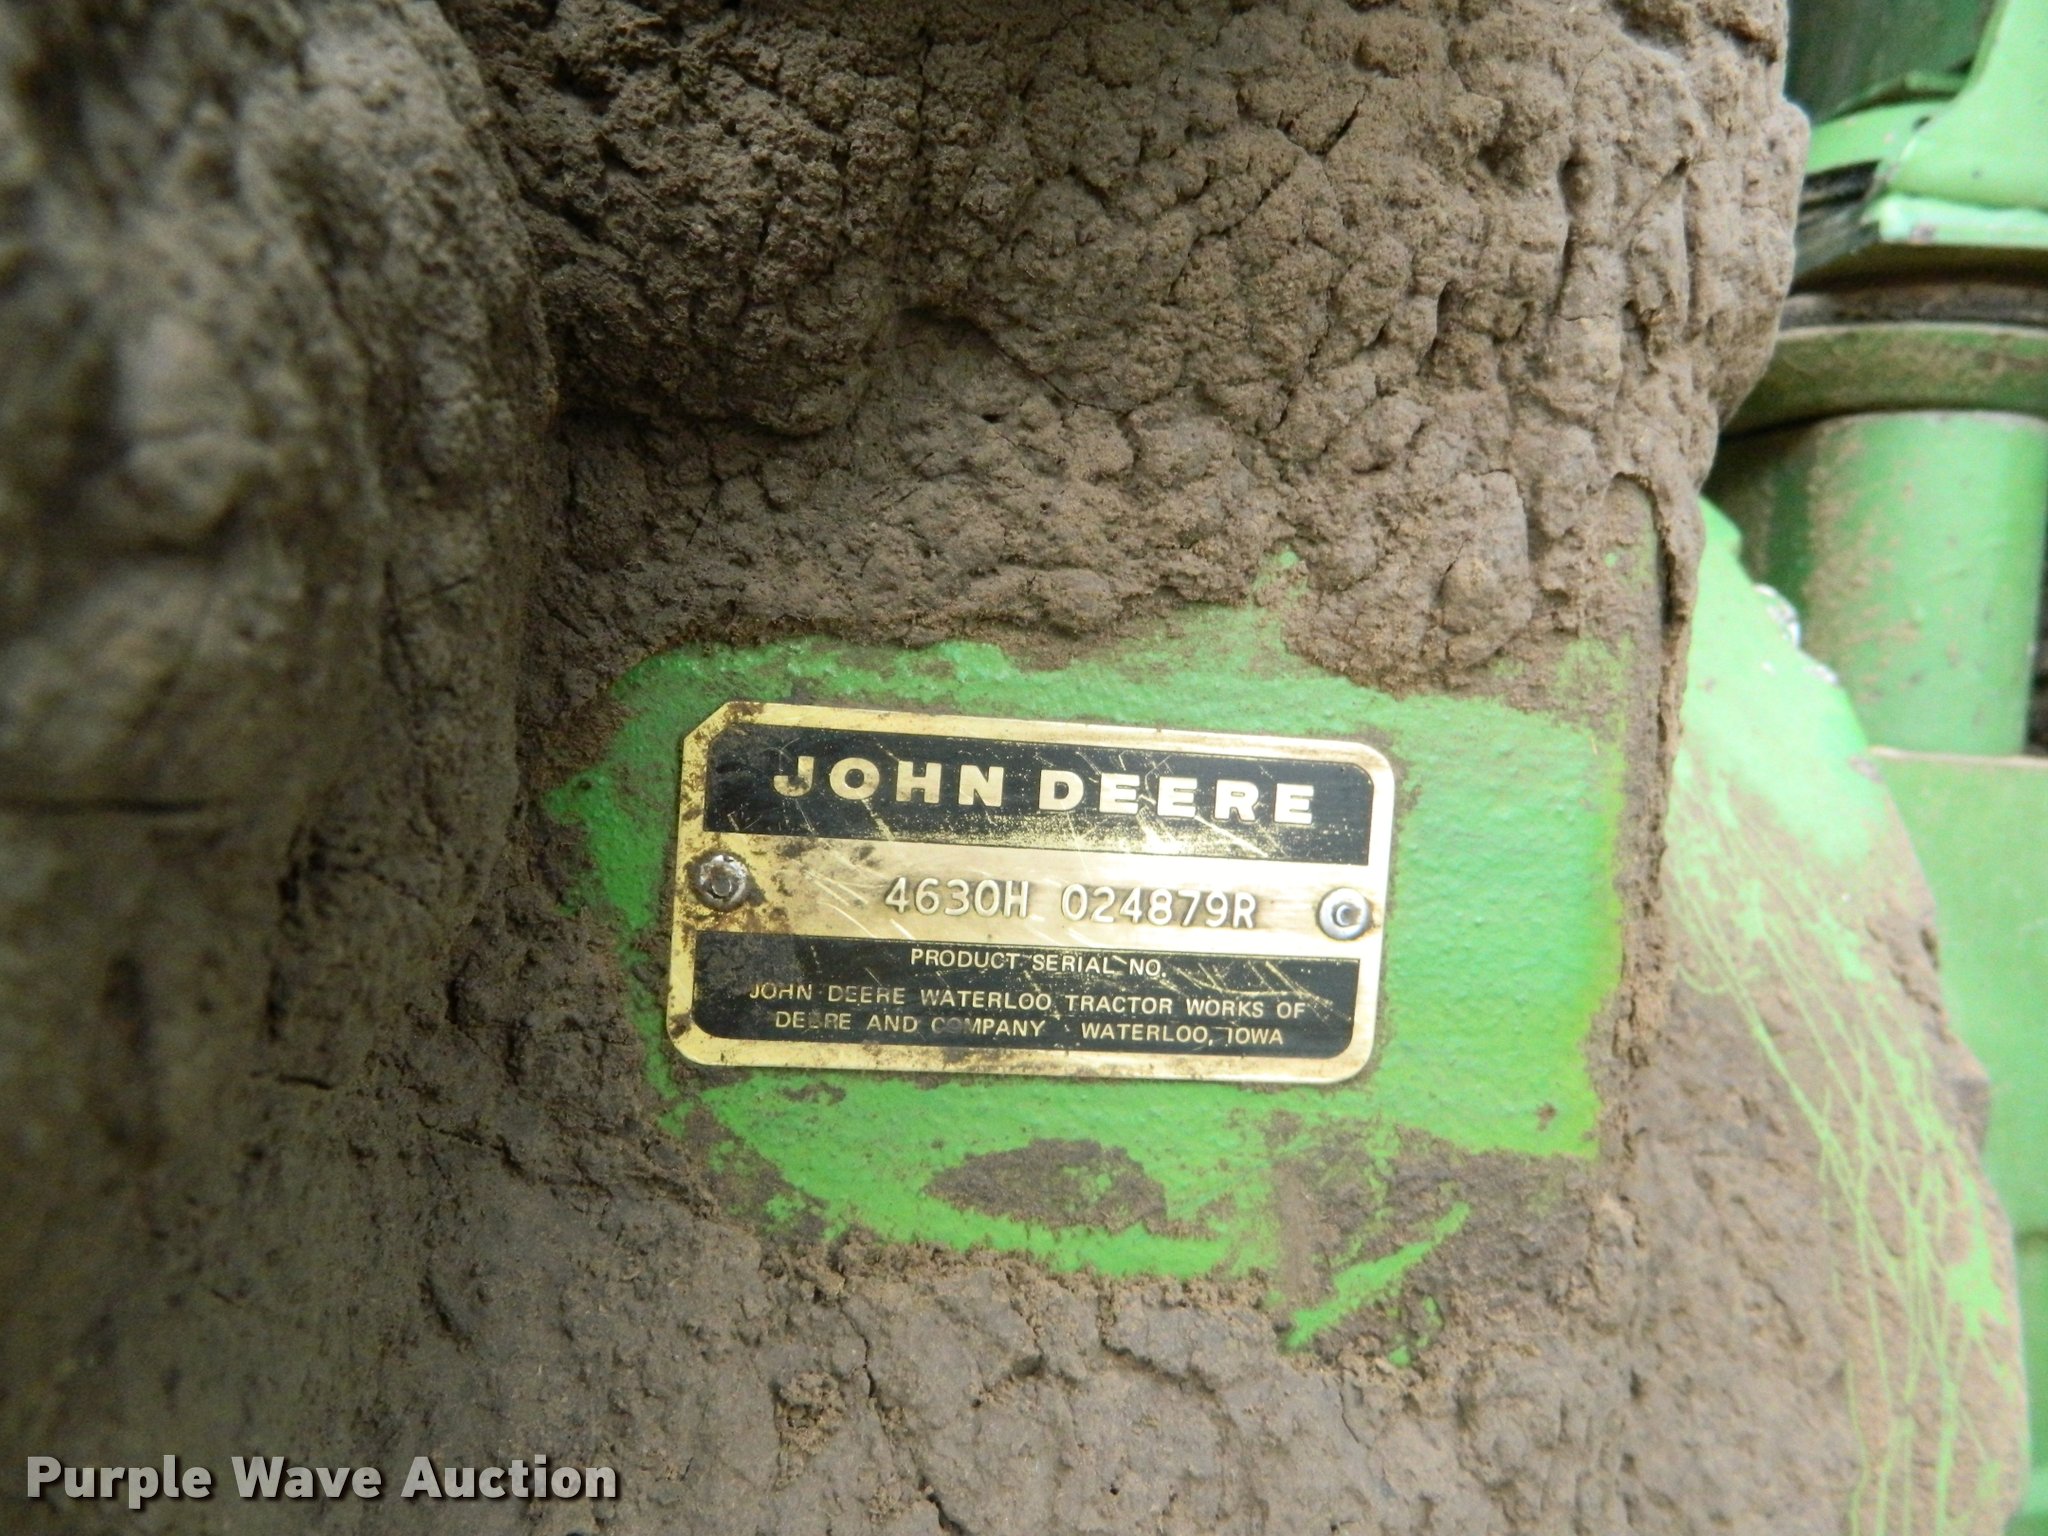 JOHN DEERE
4630H 024879R
PRODUCT SERIAL NO.
JOHN DEERE WATERLOO TRACTOR WORKS OF
DEERE AND COMPANY WATERLOO, IOWA
Purple Wave Auction